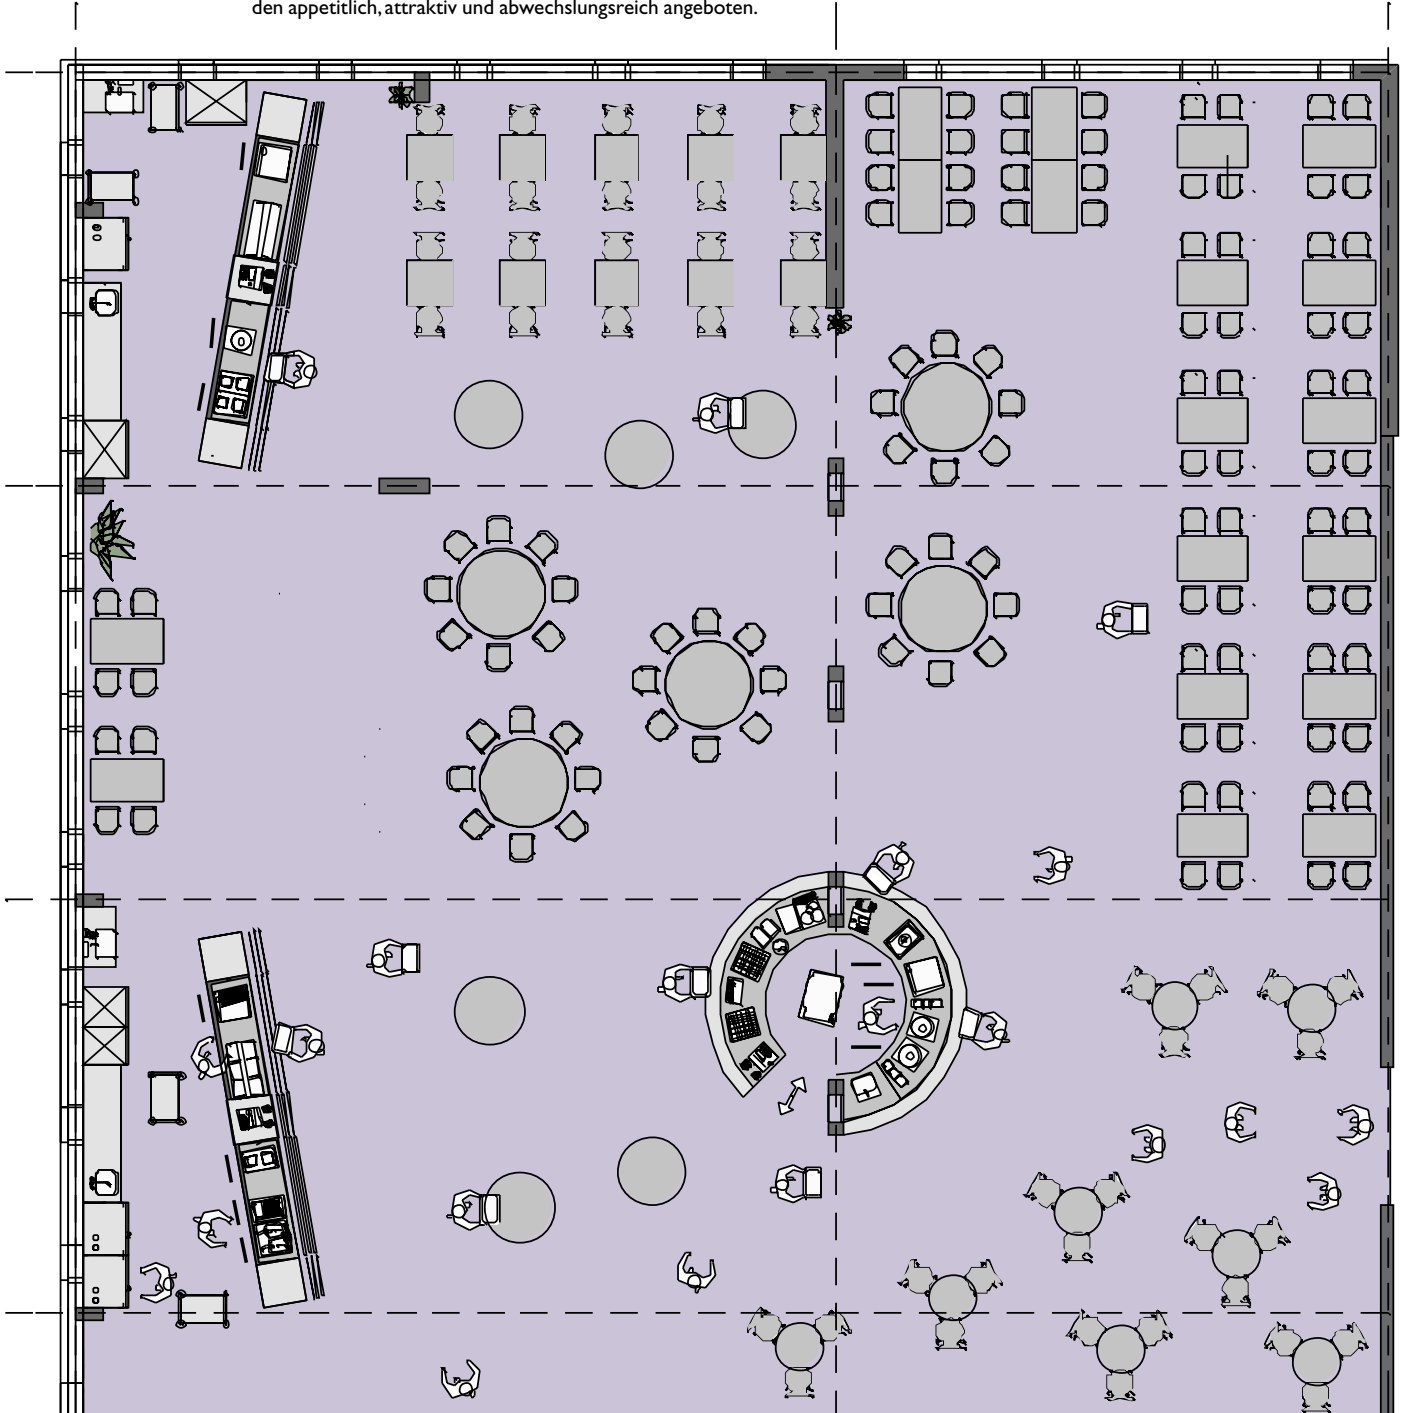 den appetitlich, attraktiv und abwechslungsreich angeboten.